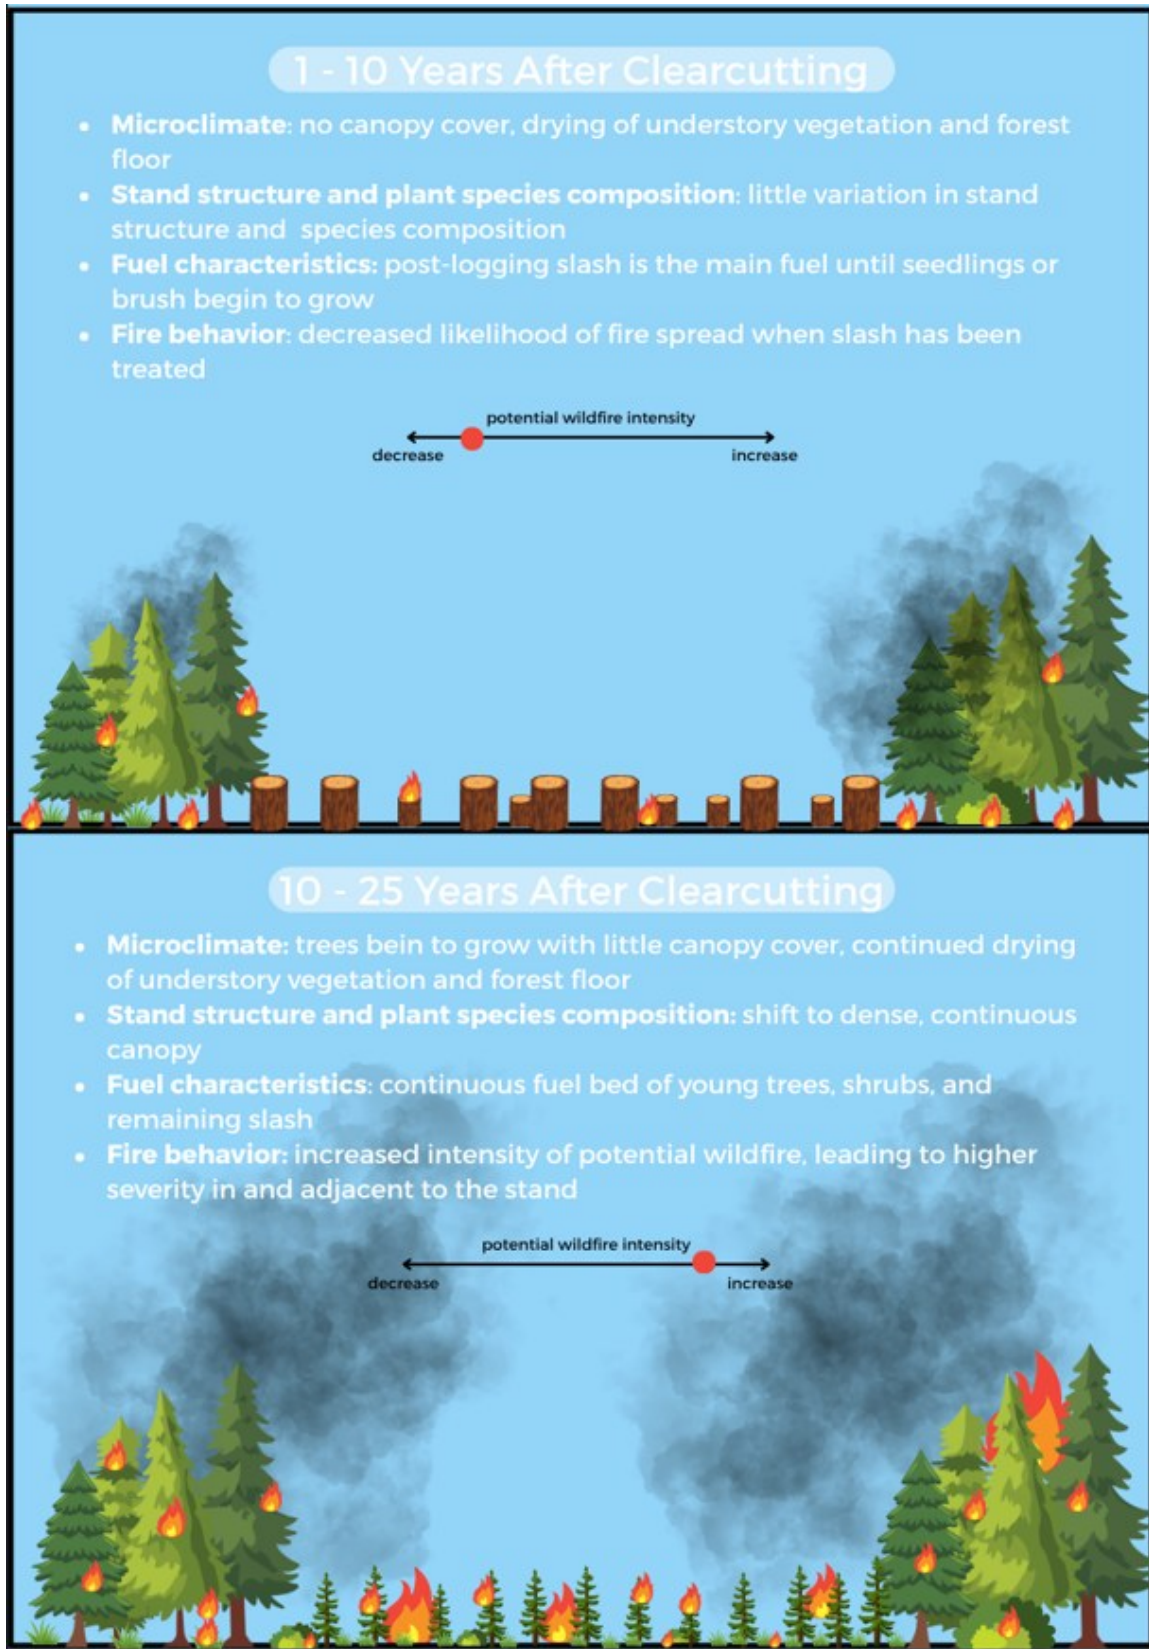 1 - 10 Years After Clearcutting
• Microclimate: no canopy cover, drying of understory vegetation and forest
floor
• Stand structure and plant species composition: little variation in stand
structure and species composition
• Fuel characteristics: post-logging slash is the main fuel until seedlings or
brush begin to grow
• Fire behavior: decreased likelihood of fire spread when slash has been
treated
potential wildfire intensity
decrease increase
10 - 25 Years After Clearcutting
• Microclimate: trees bein to grow with little canopy cover, continued drying
of understory vegetation and forest floor
• Stand structure and plant species composition: shift to dense, continuous
canopy
• Fuel characteristics: continuous fuel bed of young trees, shrubs, and
remaining slash
• Fire behavior: increased intensity of potential wildfire, leading to higher
severity in and adjacent to the stand
potential wildfire intensity
decrease increase